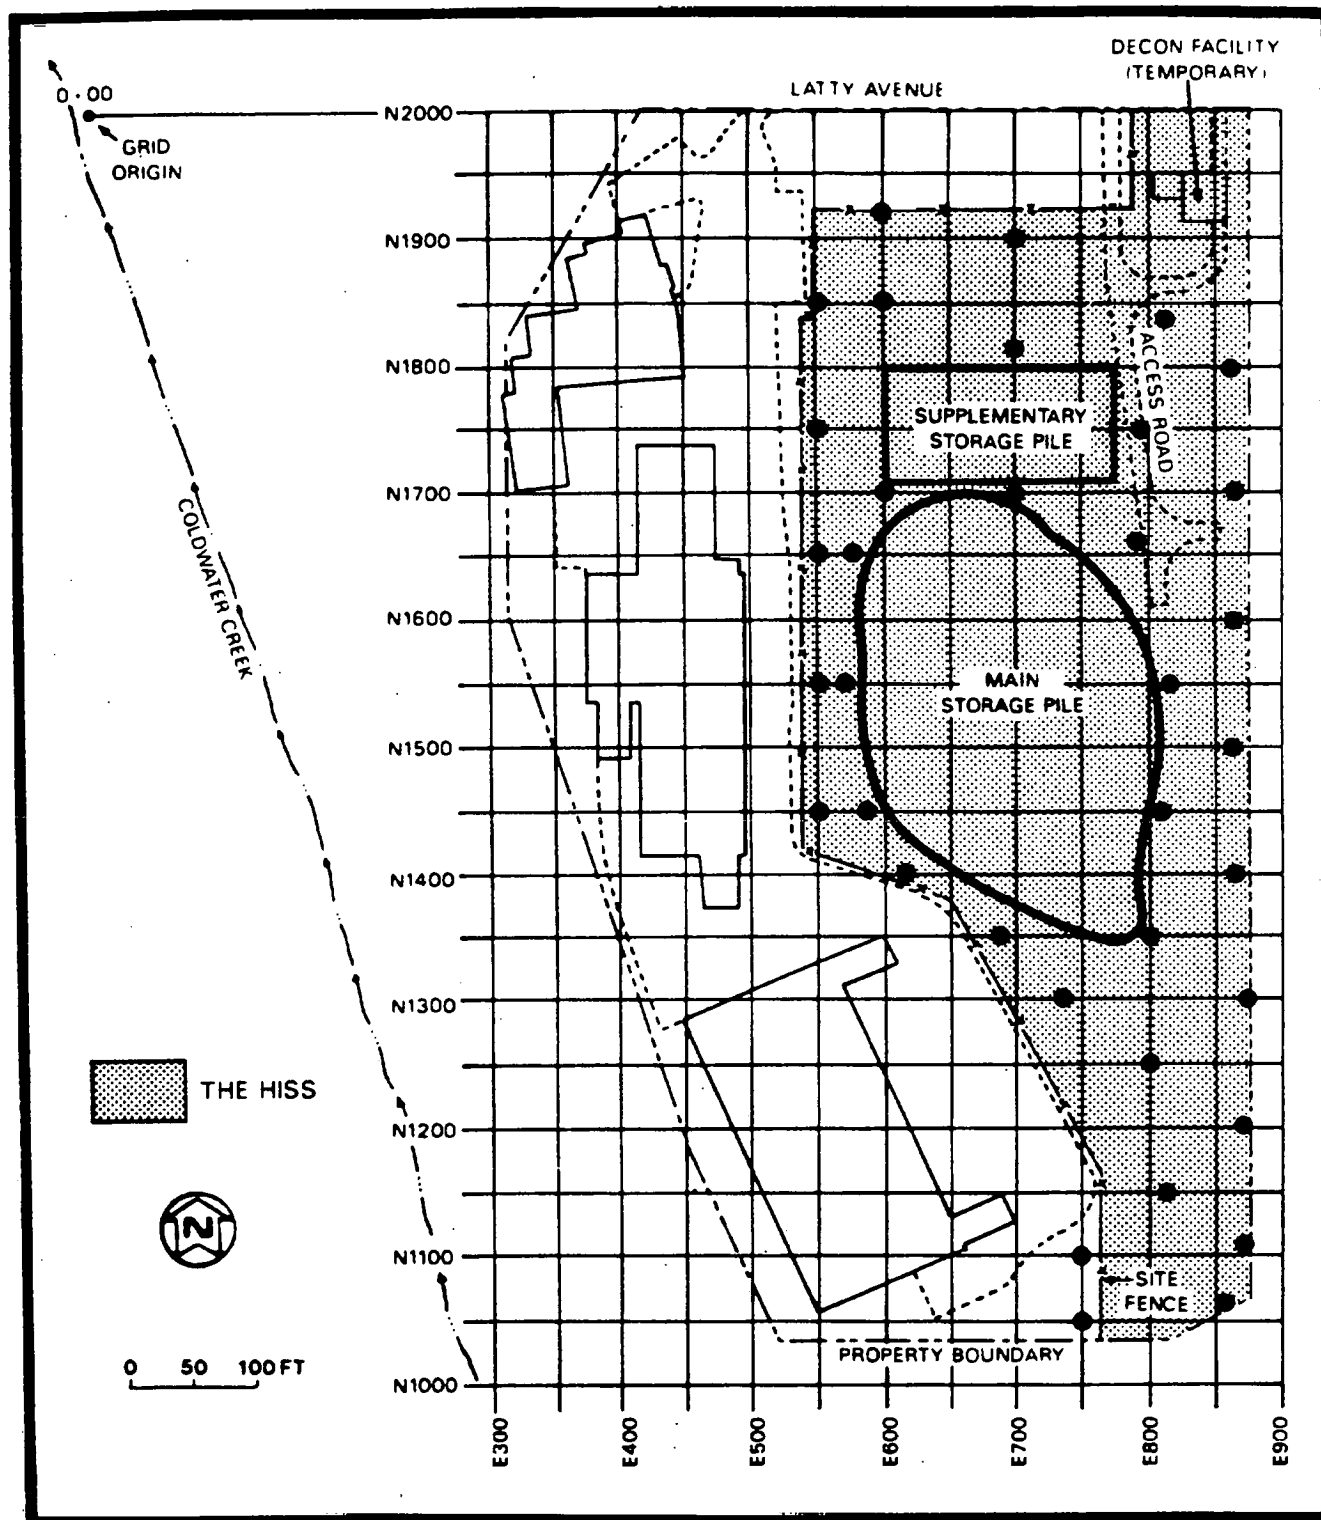 DECON FACILITY
(TEMPORARY)
LATTY AVENUE
0+00
GRID
ORIGIN
N2000
N1900
N1800
N1700
N1600
N1500
N1400
N1300
N1200
N1100
N1000
ACCESS ROAD
SUPPLEMENTARY
STORAGE PILE
COLDWATER CREEK
MAIN
STORAGE PILE
THE HISS
N
SITE
FENCE
PROPERTY BOUNDARY
0 50 100 FT
E300
E400
E500
E600
E700
E800
E900